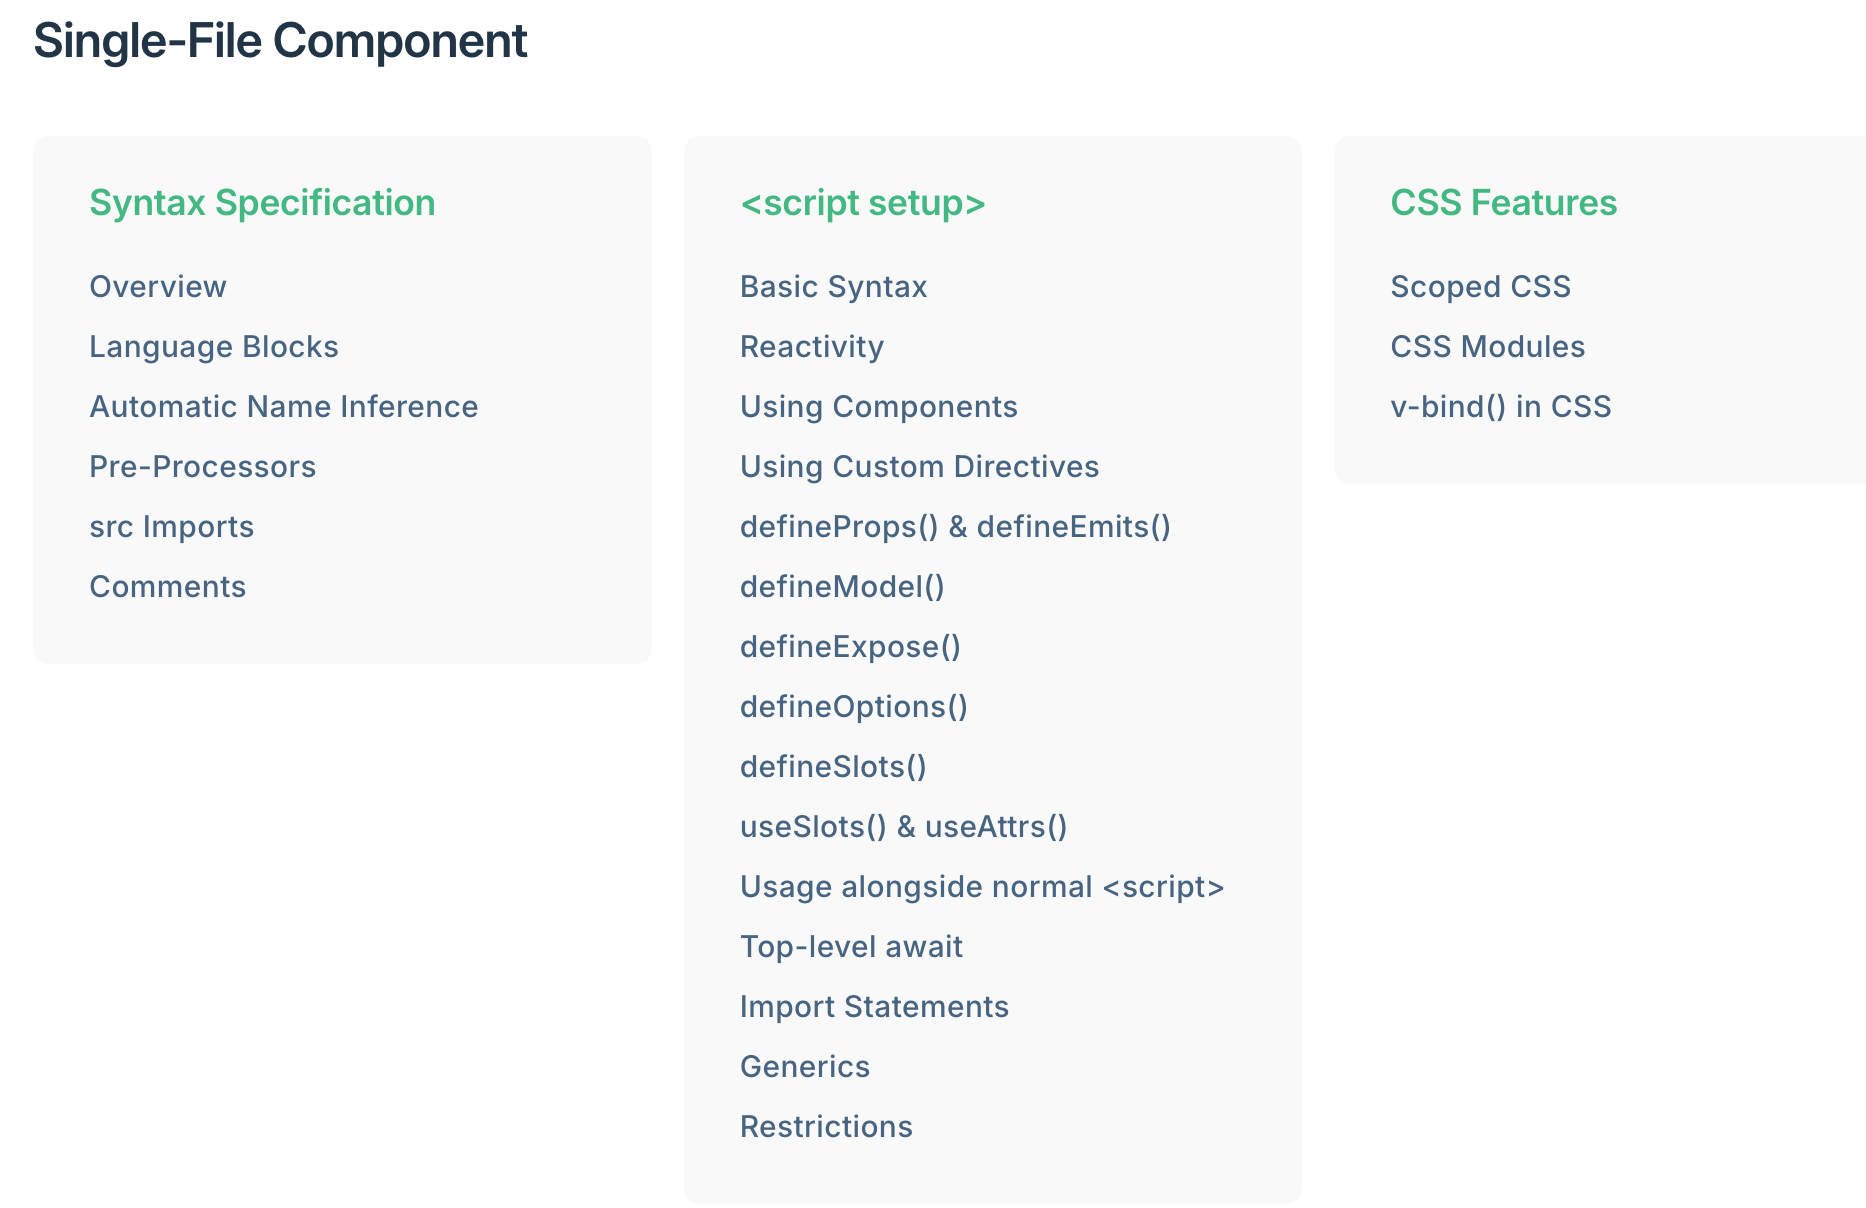 Single-File Component
Syntax Specification
Overview
Language Blocks
Automatic Name Inference
Pre-Processors
src Imports
Comments
<script setup>
Basic Syntax
Reactivity
Using Components
Using Custom Directives
defineProps() & defineEmits()
defineModel()
defineExpose()
defineOptions()
defineSlots()
useSlots() & useAttrs()
Usage alongside normal <script>
Top-level await
Import Statements
Generics
Restrictions
CSS Features
Scoped CSS
CSS Modules
v-bind() in CSS